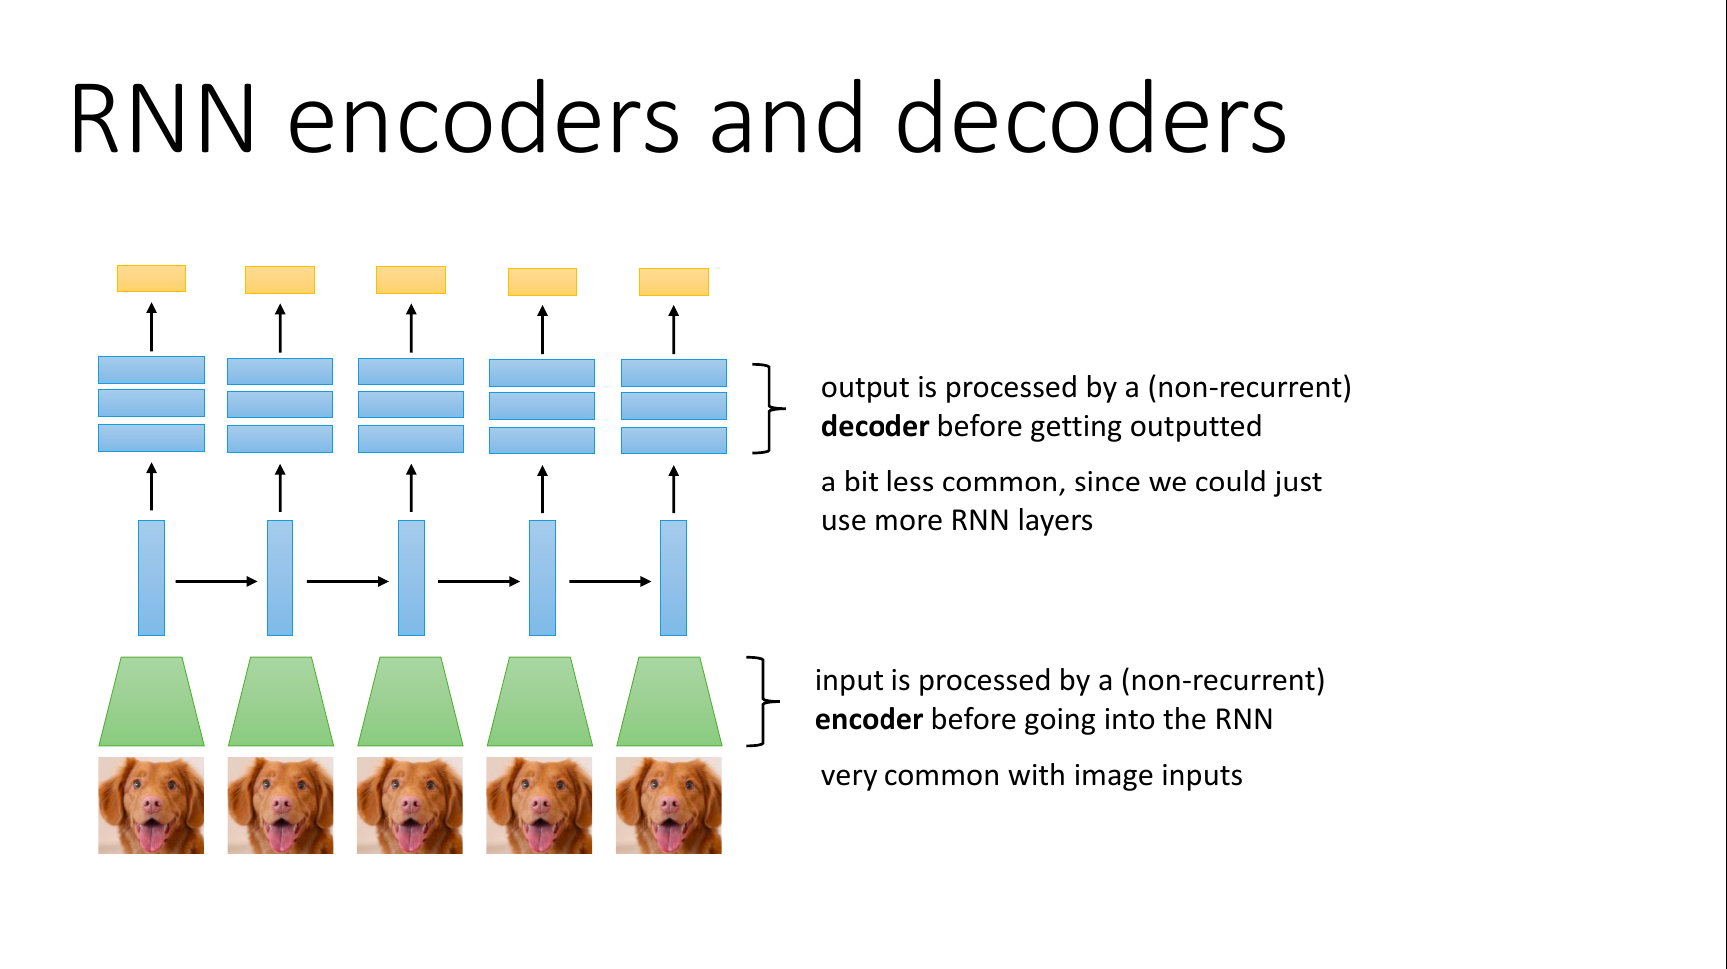 RNN encoders and decoders
output is processed by a (non-recurrent)
decoder before getting outputted
a bit less common, since we could just
use more RNN layers
input is processed by a (non-recurrent)
encoder before going into the RNN
very common with image inputs